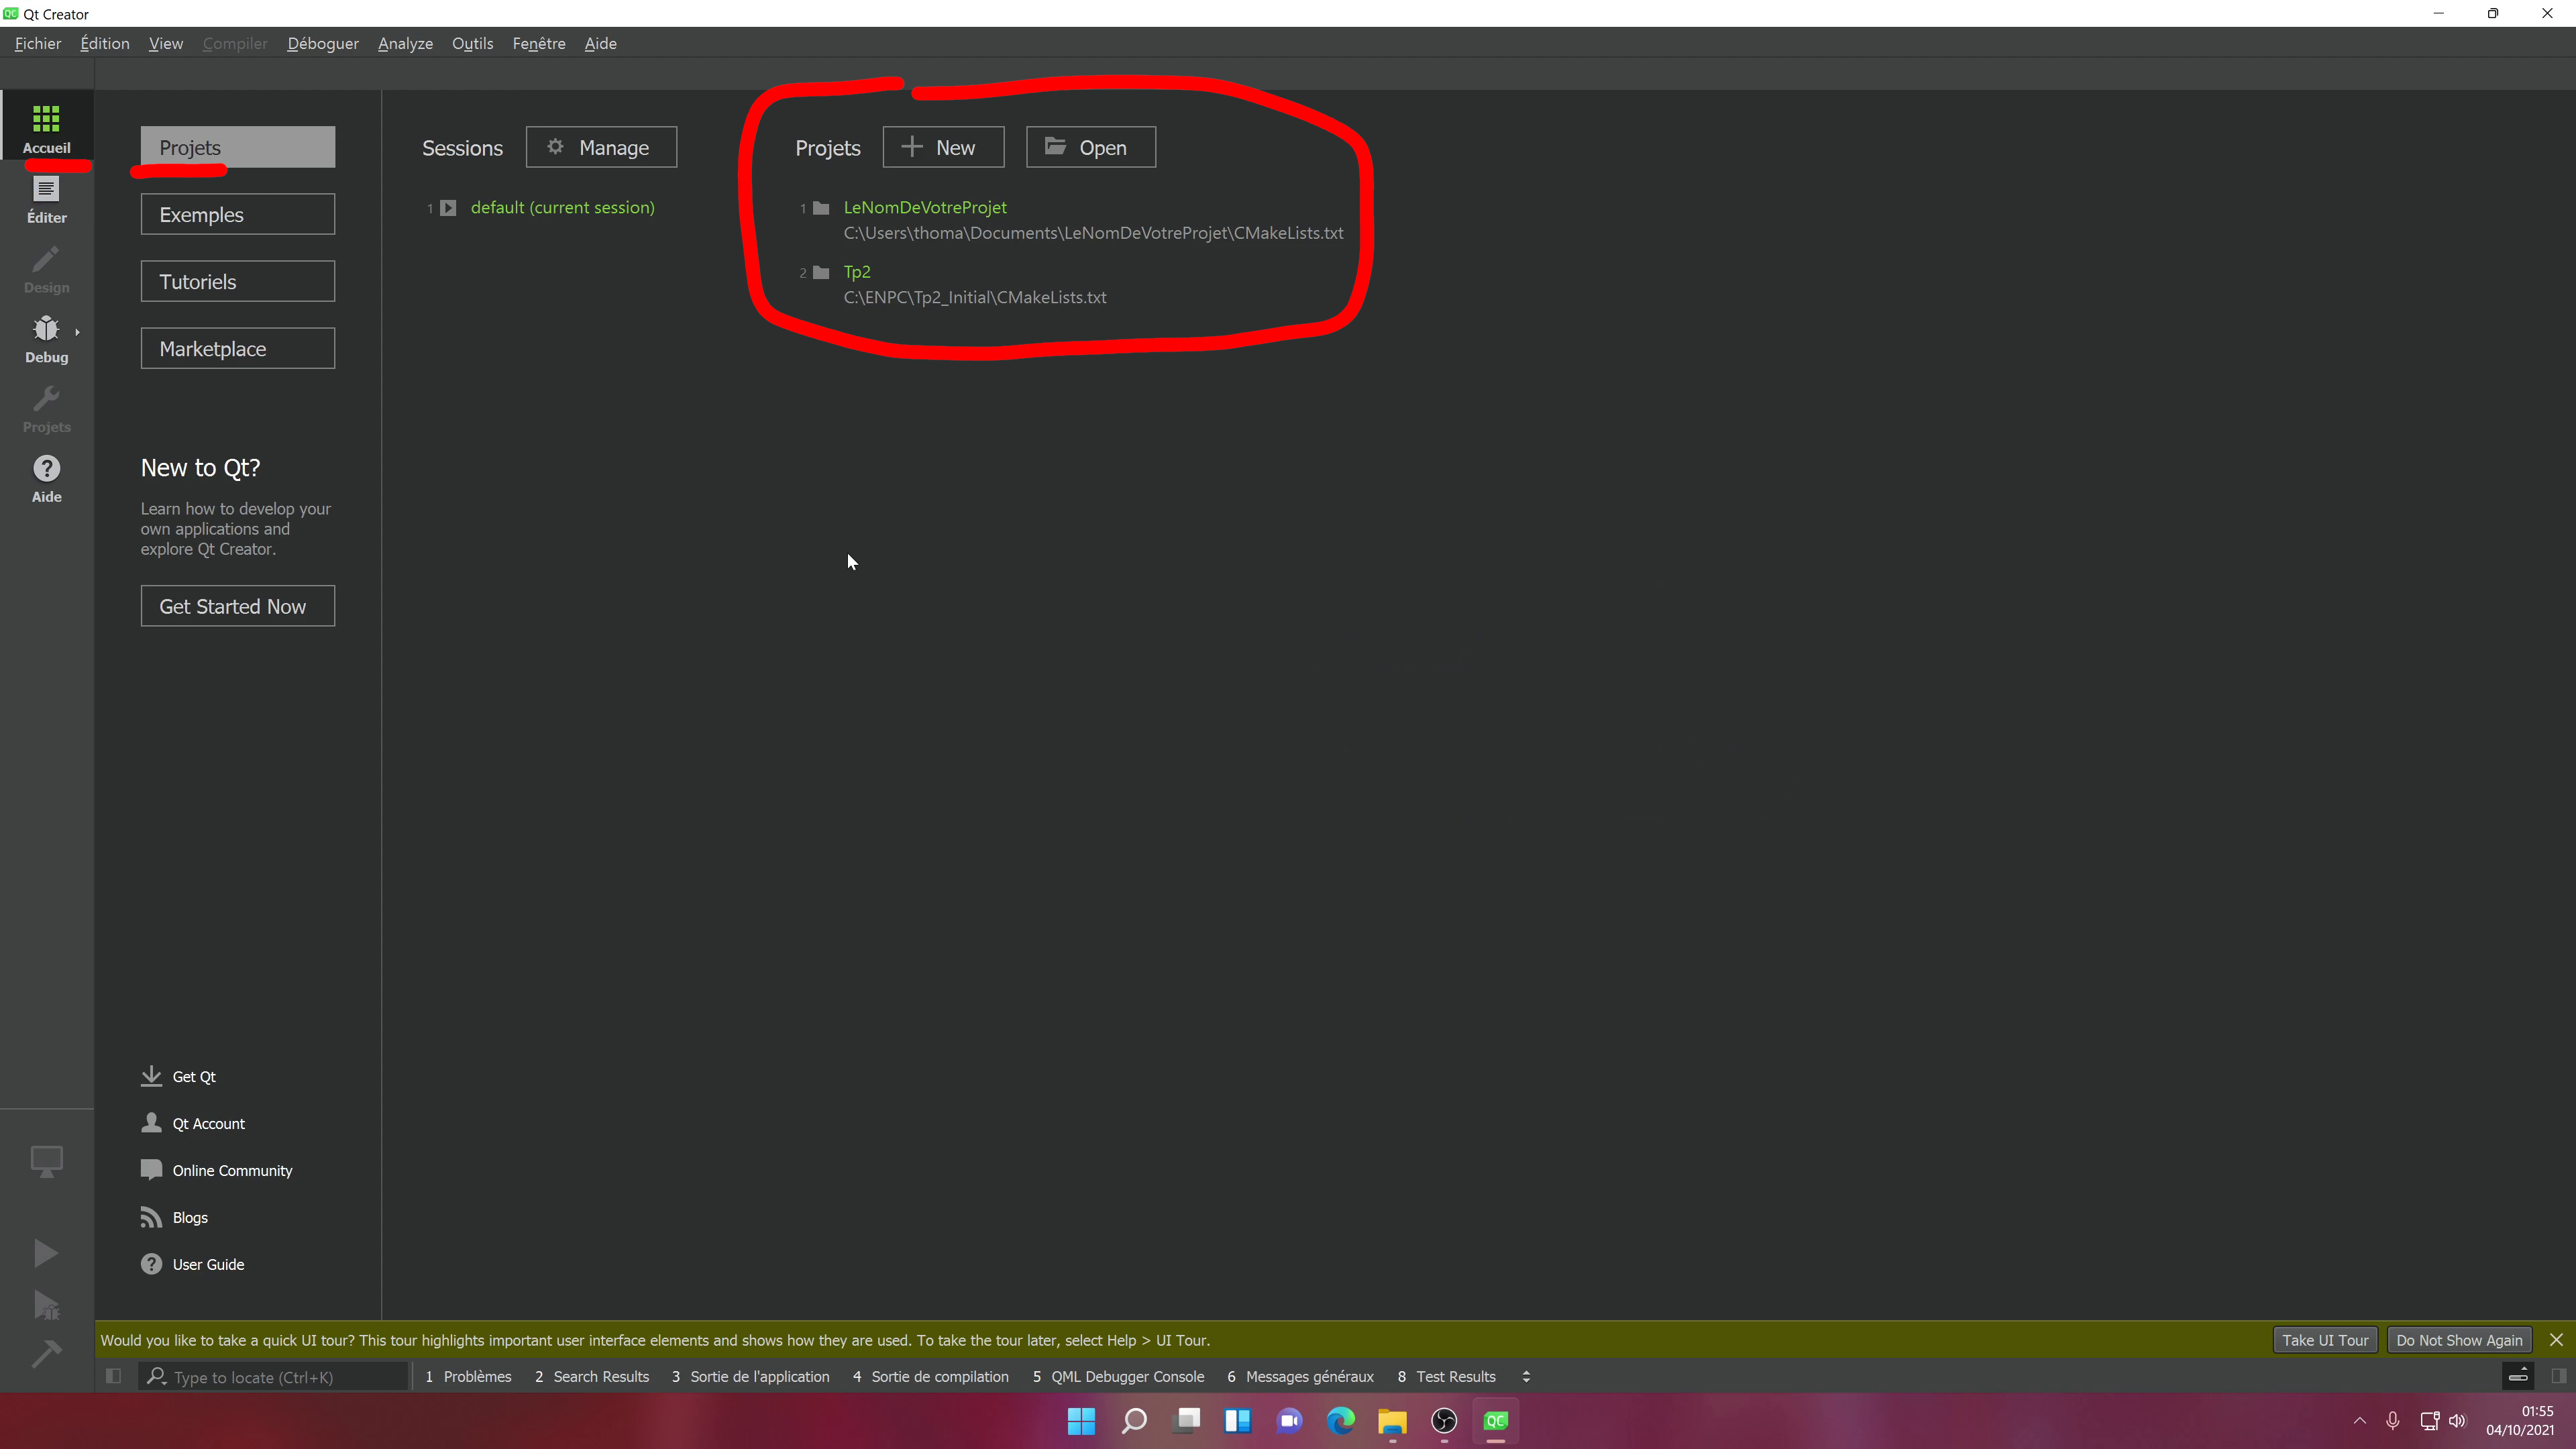 Qt Creator
Fichier Édition View Compiler Déboguer Analyze Outils Fenêtre Aide
Accueil
Éditer
Design
Debug
Projets
Aide
Projets
Exemples
Tutoriels
Marketplace
New to Qt?
Learn how to develop your
own applications and
explore Qt Creator.
Get Started Now
Get Qt
Qt Account
Online Community
Blogs
User Guide
Sessions Manage
1 default (current session)
Projets New Open
1 LeNomDeVotreProjet
C:\Users\thoma\Documents\LeNomDeVotreProjet\CMakeLists.txt
2 Tp2
C:\ENPC\Tp2_Initial\CMakeLists.txt
Would you like to take a quick UI tour? This tour highlights important user interface elements and shows how they are used. To take the tour later, select Help > UI Tour. Take UI Tour Do Not Show Again
Type to locate (Ctrl+K) 1 Problèmes 2 Search Results 3 Sortie de l'application 4 Sortie de compilation 5 QML Debugger Console 6 Messages généraux 8 Test Results
QC
01:55
04/10/2021